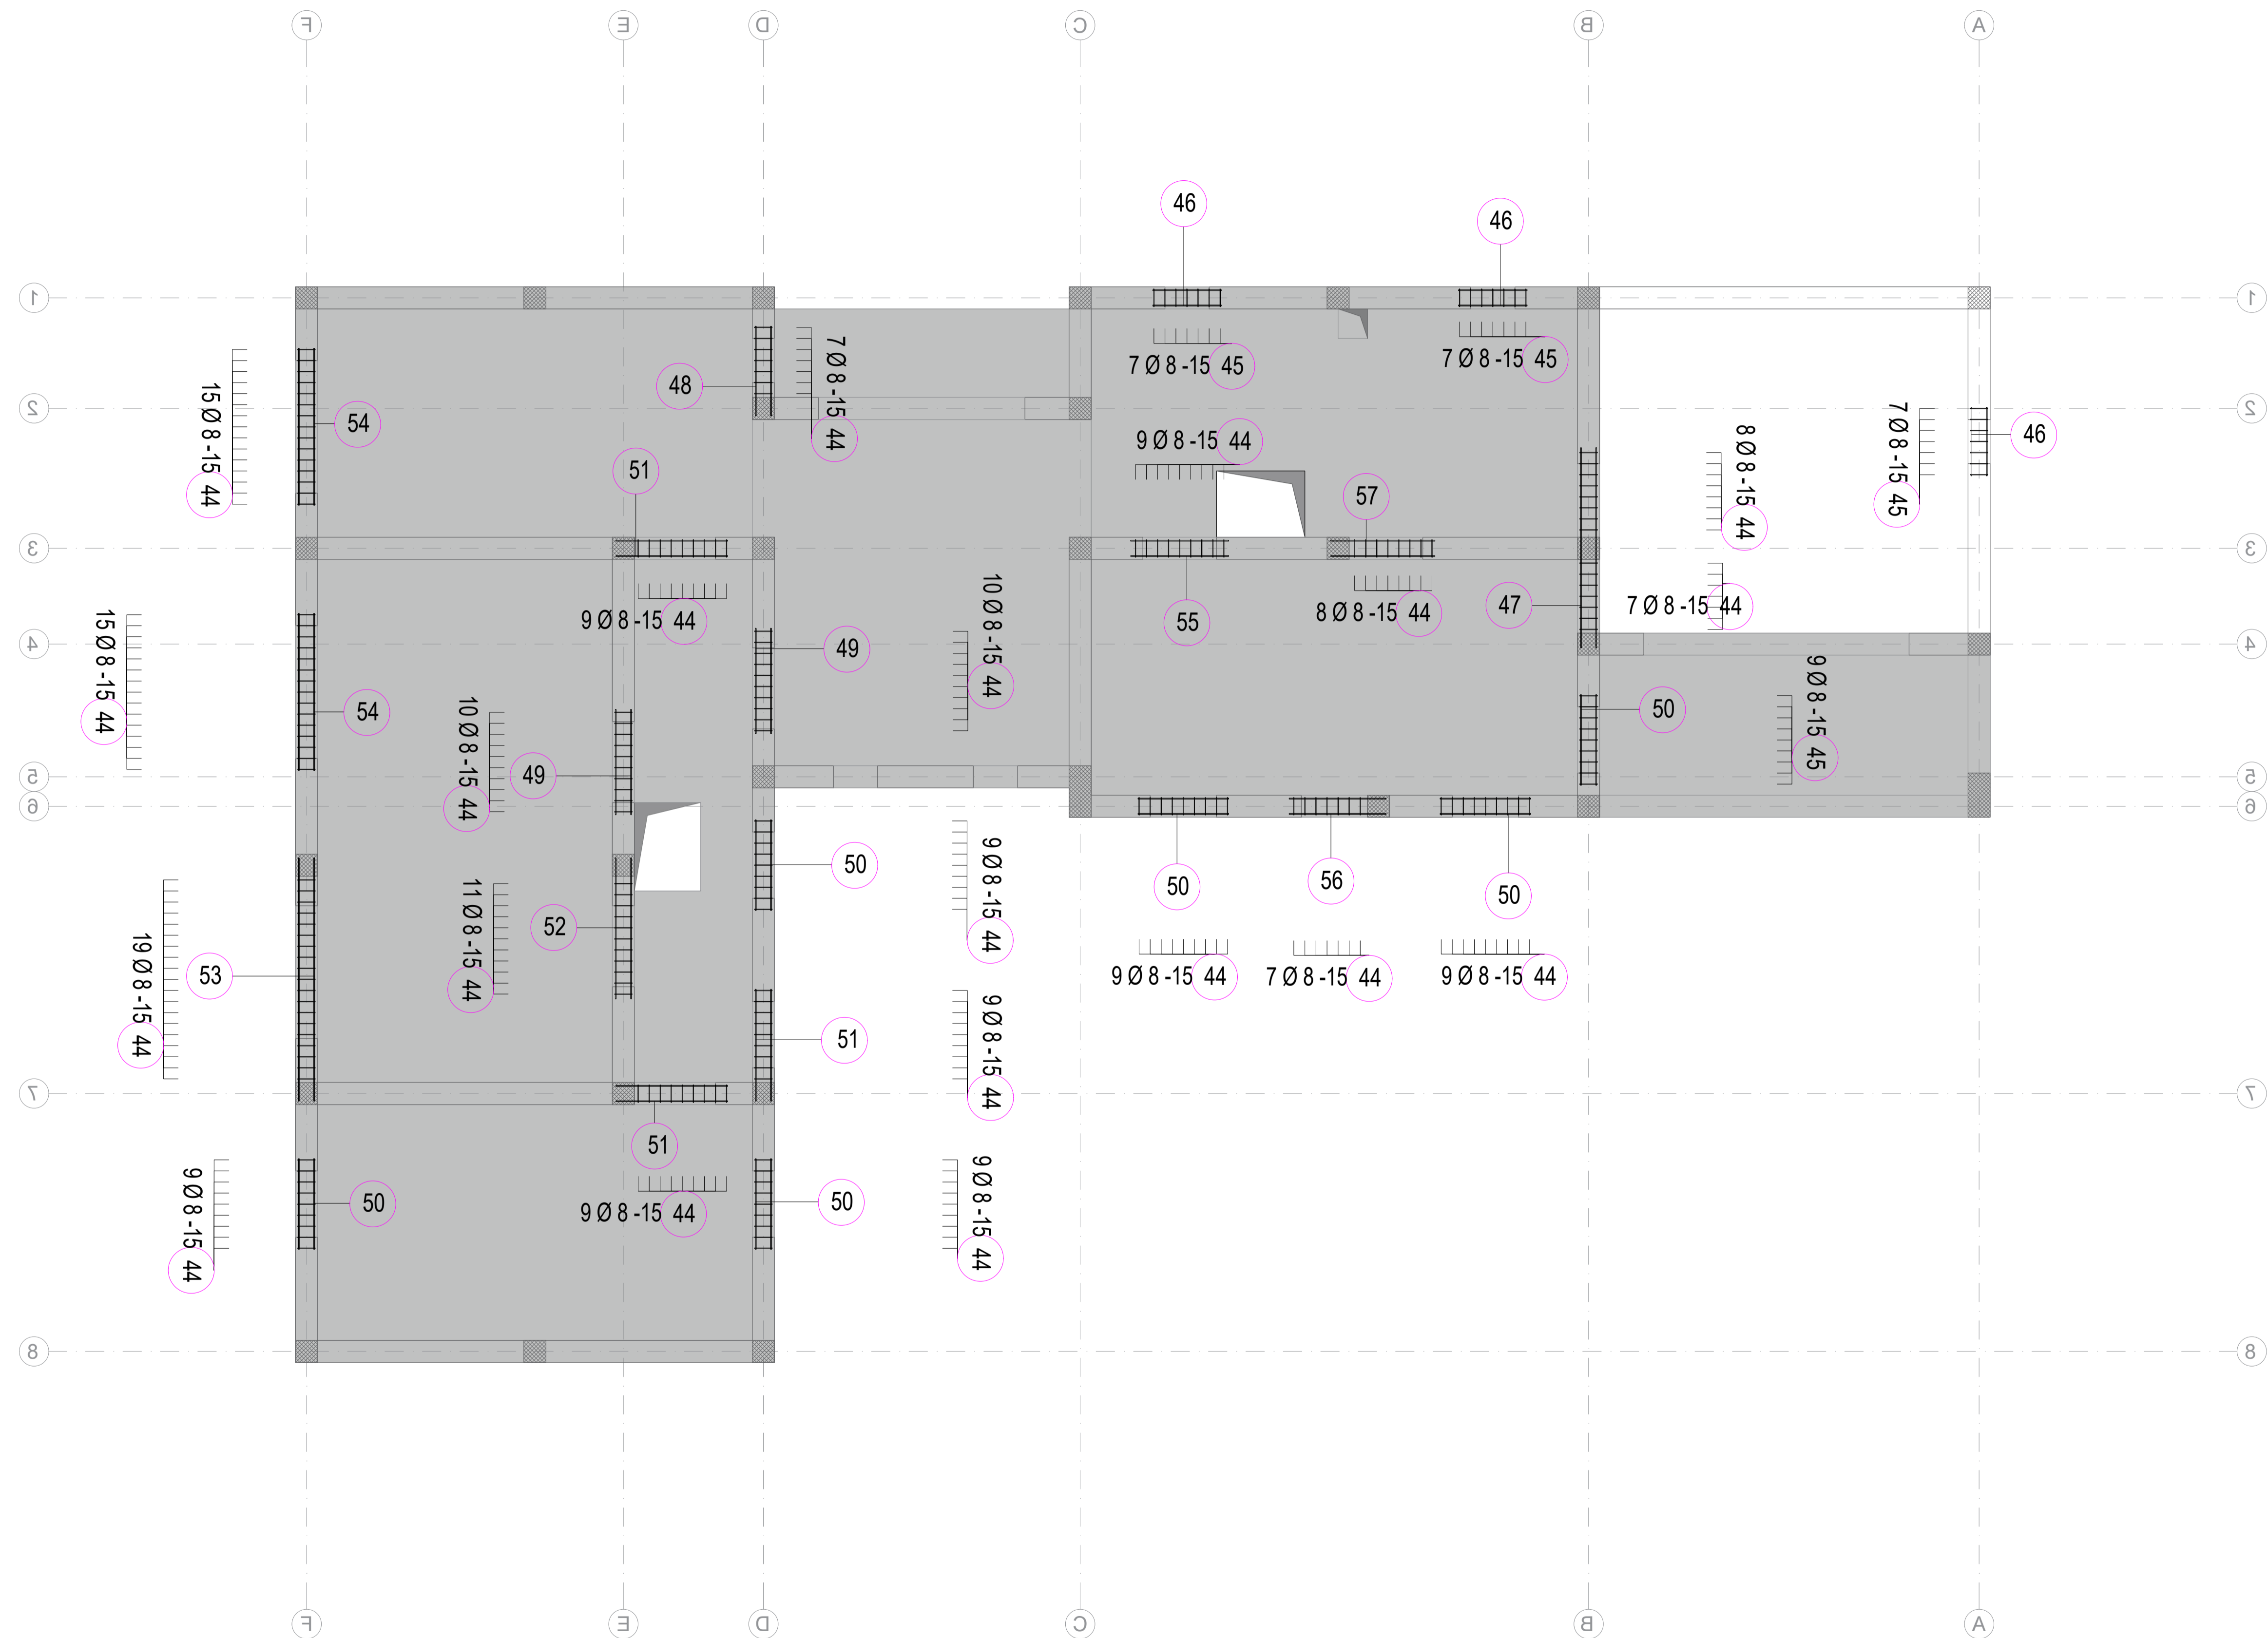 F E D C B A
46
46
1 1
7 Ø 8 -15 45
7 Ø 8 -15 45
7 Ø 8 -15 44
48
15 Ø 8 -15 44
54
2 2
7 Ø 8 -15 45
46
8 Ø 8 -15 44
9 Ø 8 -15 44
51
57
3 3
9 Ø 8 -15 44
10 Ø 8 -15 44
55
8 Ø 8 -15 44
47
7 Ø 8 -15 44
15 Ø 8 -15 44
4 4
49
54
50
9 Ø 8 -15 45
10 Ø 8 -15 44
49
5 5
6 6
50
9 Ø 8 -15 44
50
56
50
11 Ø 8 -15 44
52
19 Ø 8 -15 44
53
9 Ø 8 -15 44
7 Ø 8 -15 44
9 Ø 8 -15 44
51
9 Ø 8 -15 44
7 7
51
9 Ø 8 -15 44
50
9 Ø 8 -15 44
50
9 Ø 8 -15 44
8 8
F E D C B A